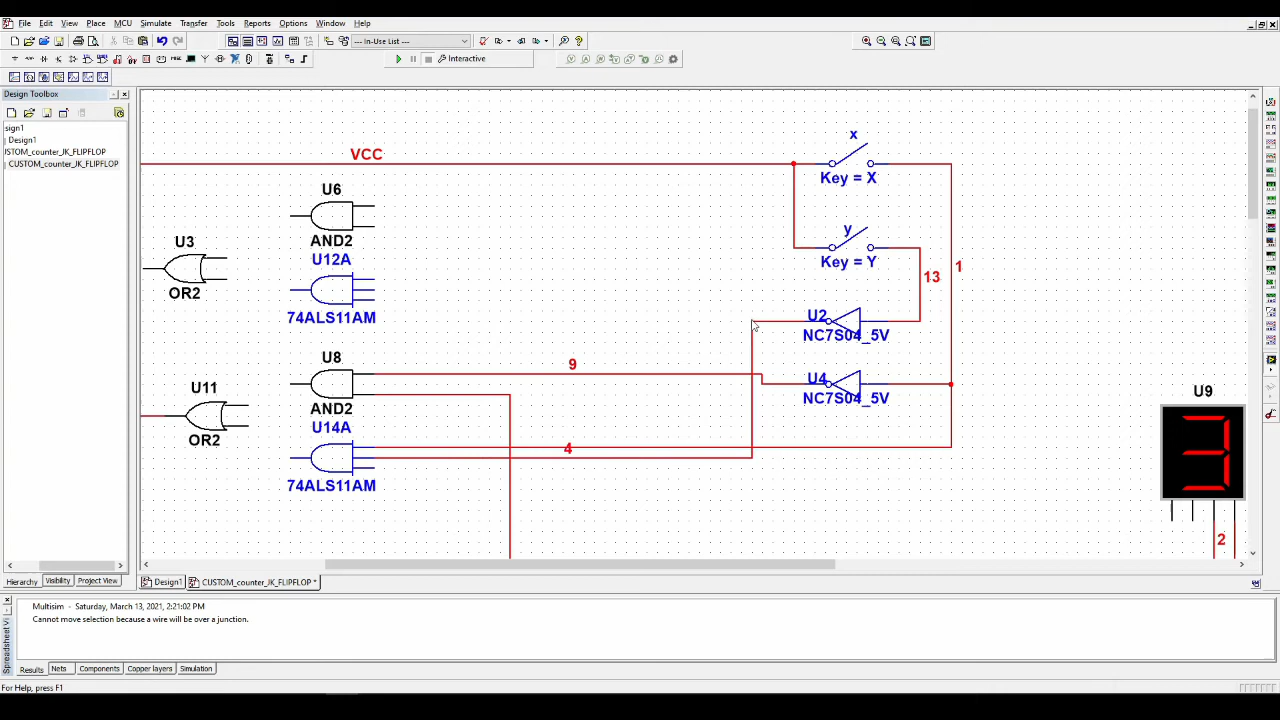 File Edit View Place MCU Simulate Transfer Tools Reports Options Window Help
--- In-Use List ---
Interactive
Design Toolbox
sign1
Design1
JSTOM_counter_JK_FLIPFLOP
CUSTOM_counter_JK_FLIPFLOP
VCC
x
Key = X
U6
AND2
y
Key = Y
U3
OR2
U12A
74ALS11AM
13
1
U2
NC7S04_5V
U8
AND2
9
U4
NC7S04_5V
U11
OR2
U9
3
U14A
74ALS11AM
4
2
Hierarchy Visibility Project View
Design1 CUSTOM_counter_JK_FLIPFLOP *
Spreadsheet Vi
Multisim - Saturday, March 13, 2021, 2:21:02 PM
Cannot move selection because a wire will be over a junction.
Results Nets Components Copper layers Simulation
For Help, press F1